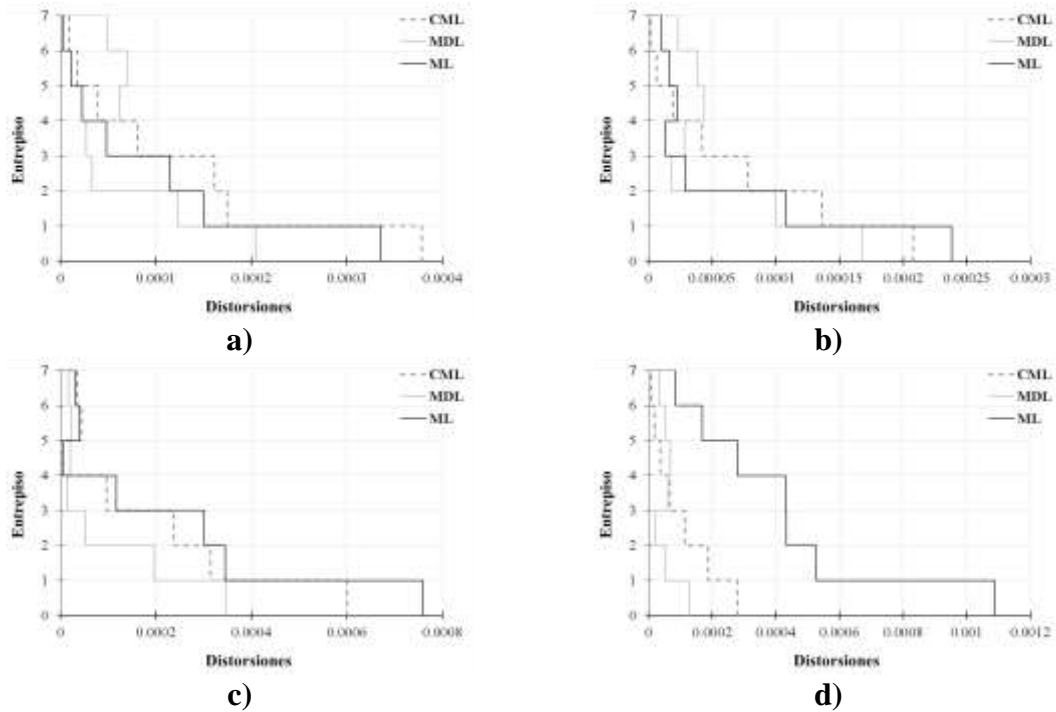 7
6
5
4
3
2
1
0
Entrepiso
0
0.0001
0.0002
0.0003
0.0004
Distorsiones
CML
MDL
ML
a)
7
6
5
4
3
2
1
0
Entrepiso
0
0.00005
0.0001
0.00015
0.0002
0.00025
0.0003
Distorsiones
CML
MDL
ML
b)
7
6
5
4
3
2
1
0
Entrepiso
0
0.0002
0.0004
0.0006
0.0008
Distorsiones
CML
MDL
ML
c)
7
6
5
4
3
2
1
0
Entrepiso
0
0.0002
0.0004
0.0006
0.0008
0.001
0.0012
Distorsiones
CML
MDL
ML
d)